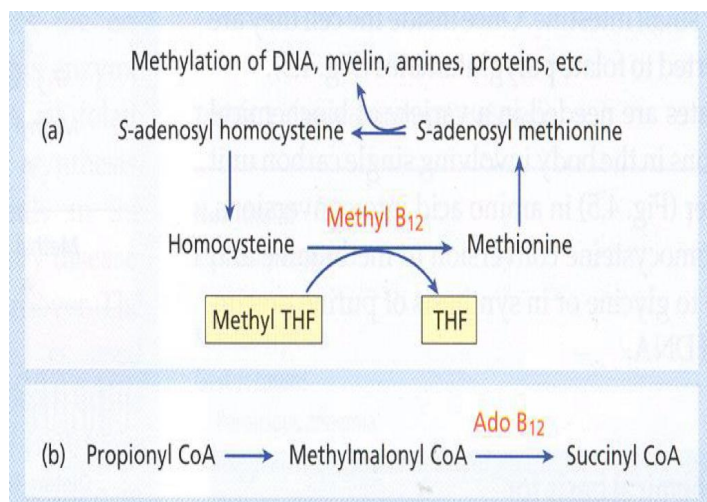 Methylation of DNA, myelin, amines, proteins, etc.
(a) S-adenosyl homocysteine S-adenosyl methionine
Methyl B12
Homocysteine Methionine
Methyl THF THF
Ado B12
(b) Propionyl CoA Methylmalonyl CoA Succinyl CoA